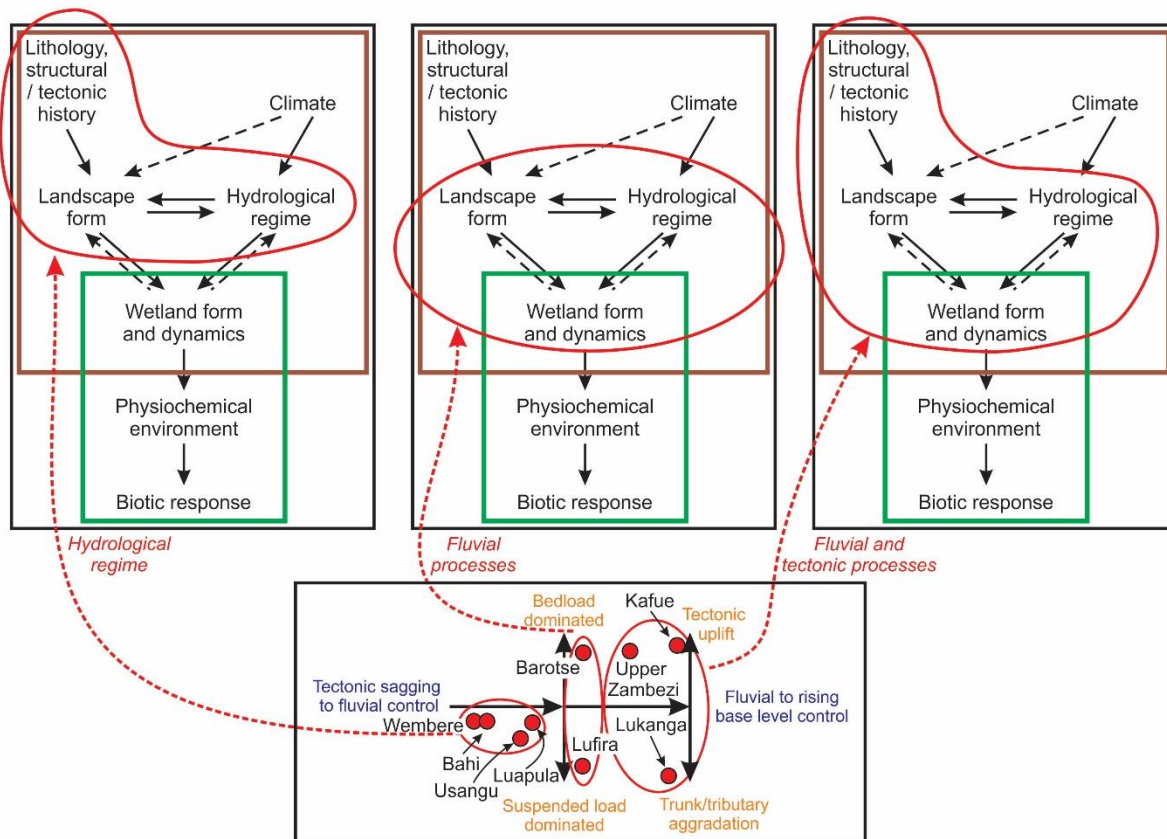 Lithology,
structural
/ tectonic
history
Climate
Landscape
form
Hydrological
regime
Wetland form
and dynamics
Physiochemical
environment
Biotic response
Hydrological
regime
Lithology,
structural
/ tectonic
history
Climate
Landscape
form
Hydrological
regime
Wetland form
and dynamics
Physiochemical
environment
Biotic response
Fluvial
processes
Lithology,
structural
/ tectonic
history
Climate
Landscape
form
Hydrological
regime
Wetland form
and dynamics
Physiochemical
environment
Biotic response
Fluvial and
tectonic processes
Bedload
dominated
Kafue
Tectonic
uplift
Barotse
Upper
Zambezi
Tectonic sagging
to fluvial control
Fluvial to rising
base level control
Wembere
Lukanga
Bahi
Lufira
Usangu
Luapula
Suspended load
dominated
Trunk/tributary
aggradation